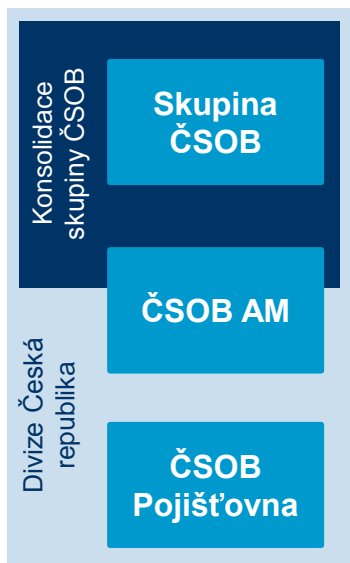 Konsolidace
skupiny ČSOB
Skupina
ČSOB
ČSOB AM
Divize Česká
republika
ČSOB
Pojišťovna